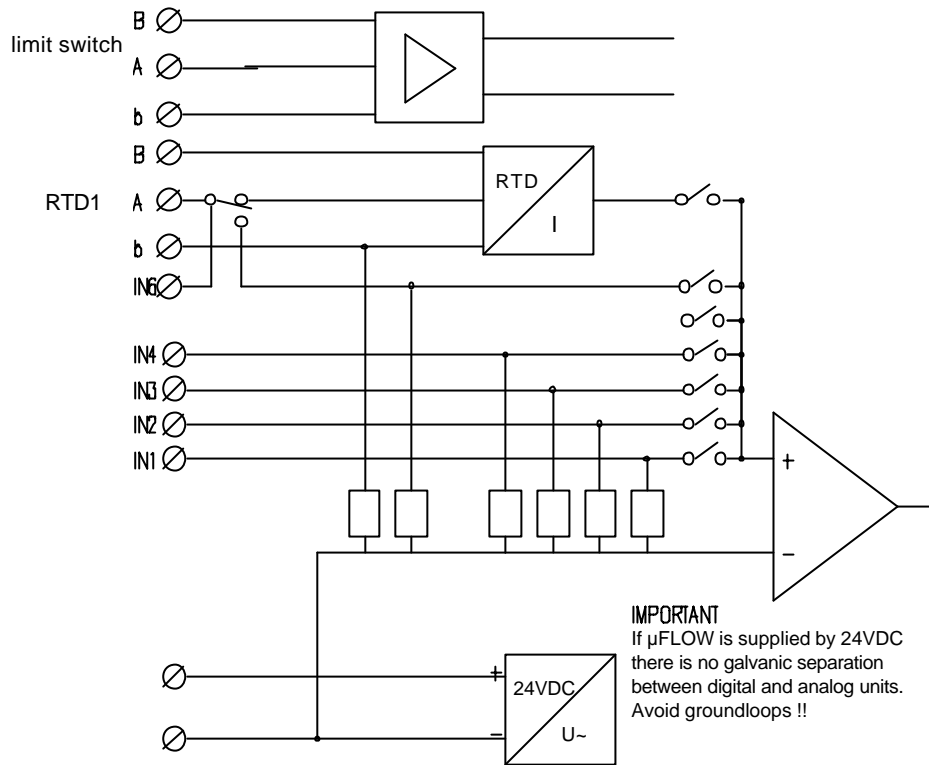 B
limit switch
A
b
B
RTD1
A
b
RTD
I
IN6
IN4
IN3
IN2
IN1
+
−
IMPORTANT
If µFLOW is supplied by 24VDC
there is no galvanic separation
between digital and analog units.
Avoid groundloops !!
+
24VDC
−
U~